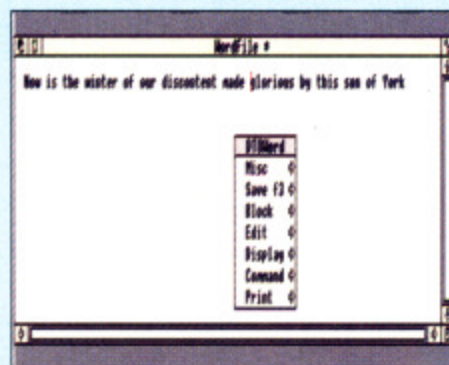 WordFile *
Now is the winter of our discontent made glorious by this son of York
Misc
Save f3
Block
Edit
Display
Command
Print